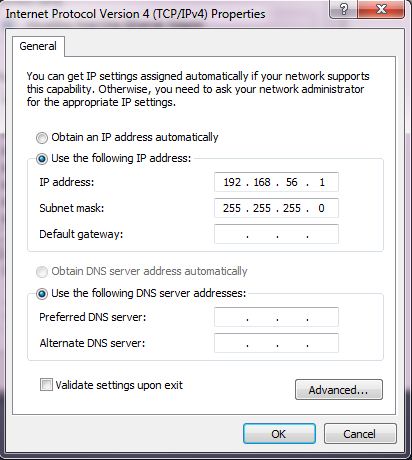 Internet Protocol Version 4 (TCP/IPv4) Properties
General
You can get IP settings assigned automatically if your network supports
this capability. Otherwise, you need to ask your network administrator
for the appropriate IP settings.
Obtain an IP address automatically
Use the following IP address:
IP address: 192 . 168 . 56 . 1
Subnet mask: 255 . 255 . 255 . 0
Default gateway: . . .
Obtain DNS server address automatically
Use the following DNS server addresses:
Preferred DNS server: . . .
Alternate DNS server: . . .
Validate settings upon exit
Advanced...
OK Cancel